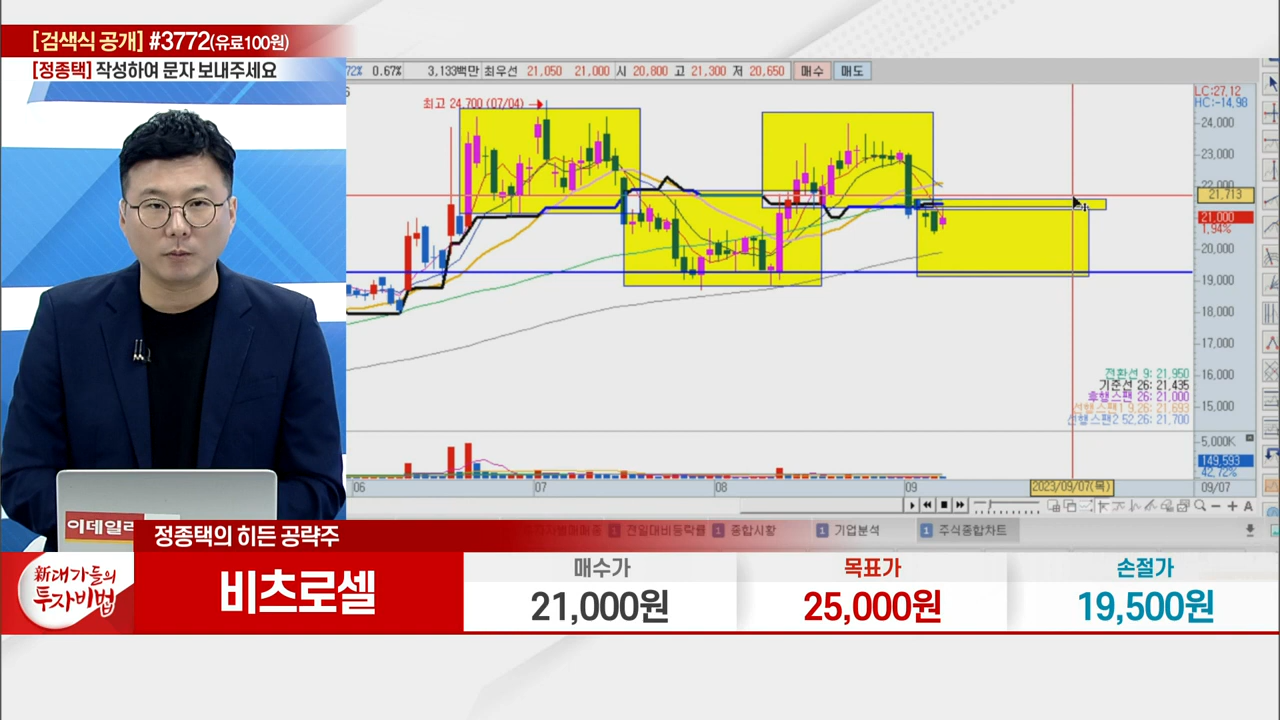 [검색식 공개] #3772(유료100원)
[정종택] 작성하여 문자 보내주세요
72% 0.67% 3,133백만 최우선 21,050 21,000 시 20,800 고 21,300 저 20,650 매수 매도
최고 24,700 (07/04)
LC:27.12
HC:-14.98
24,000
23,000
22,000
21,713
21,000
1.94%
20,000
19,000
18,000
17,000
16,000
15,000
전환선 9: 21,950
기준선 26: 21,435
후행스팬 26: 21,000
선행스팬1 9,26: 21,693
선행스팬2 52,26: 21,700
5,000K
149,593
42.72%
06 07 08 09 2023/09/07(목) 09/07
1 전일대비등락률 1 종합시황 1 기업분석 1 주식종합차트
이데일리
정종택의 히든 공략주
新대가들의
투자비법
비츠로셀
매수가 목표가 손절가
21,000원 25,000원 19,500원